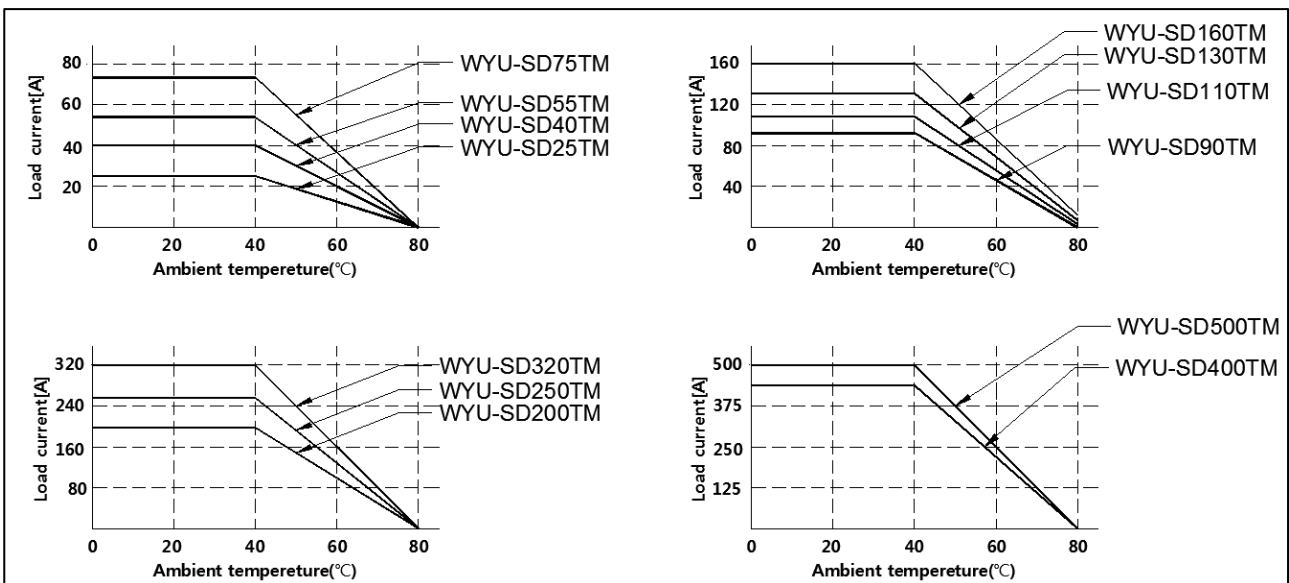 Load current[A]
80
60
40
20
0
20
40
60
80
Ambient tempereture(℃)
WYU-SD75TM
WYU-SD55TM
WYU-SD40TM
WYU-SD25TM
Load current[A]
160
120
80
40
0
20
40
60
80
Ambient tempereture(℃)
WYU-SD160TM
WYU-SD130TM
WYU-SD110TM
WYU-SD90TM
Load current[A]
320
240
160
80
0
20
40
60
80
Ambient tempereture(℃)
WYU-SD320TM
WYU-SD250TM
WYU-SD200TM
Load current[A]
500
375
250
125
0
20
40
60
80
Ambient tempereture(℃)
WYU-SD500TM
WYU-SD400TM